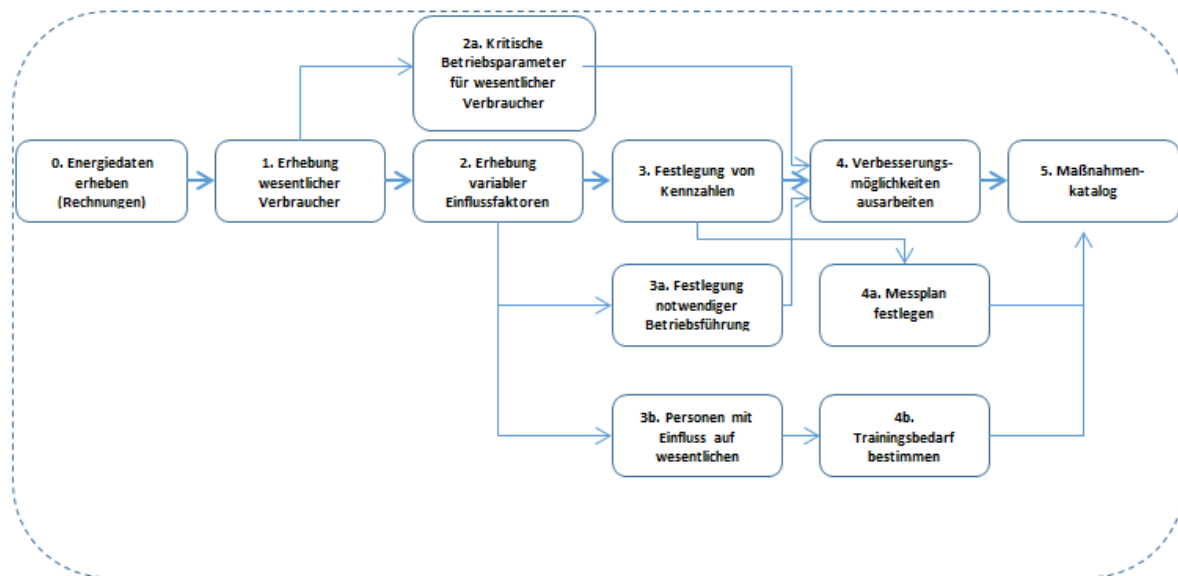 2a. Kritische
Betriebsparameter
für wesentlicher
Verbraucher
0. Energiedaten
erheben
(Rechnungen)
1. Erhebung
wesentlicher
Verbraucher
2. Erhebung
variabler
Einflussfaktoren
3. Festlegung von
Kennzahlen
4. Verbesserungs-
möglichkeiten
ausarbeiten
5. Maßnahmen-
katalog
3a. Festlegung
notwendiger
Betriebsführung
4a. Messplan
festlegen
3b. Personen mit
Einfluss auf
wesentlichen
4b.
Trainingsbedarf
bestimmen